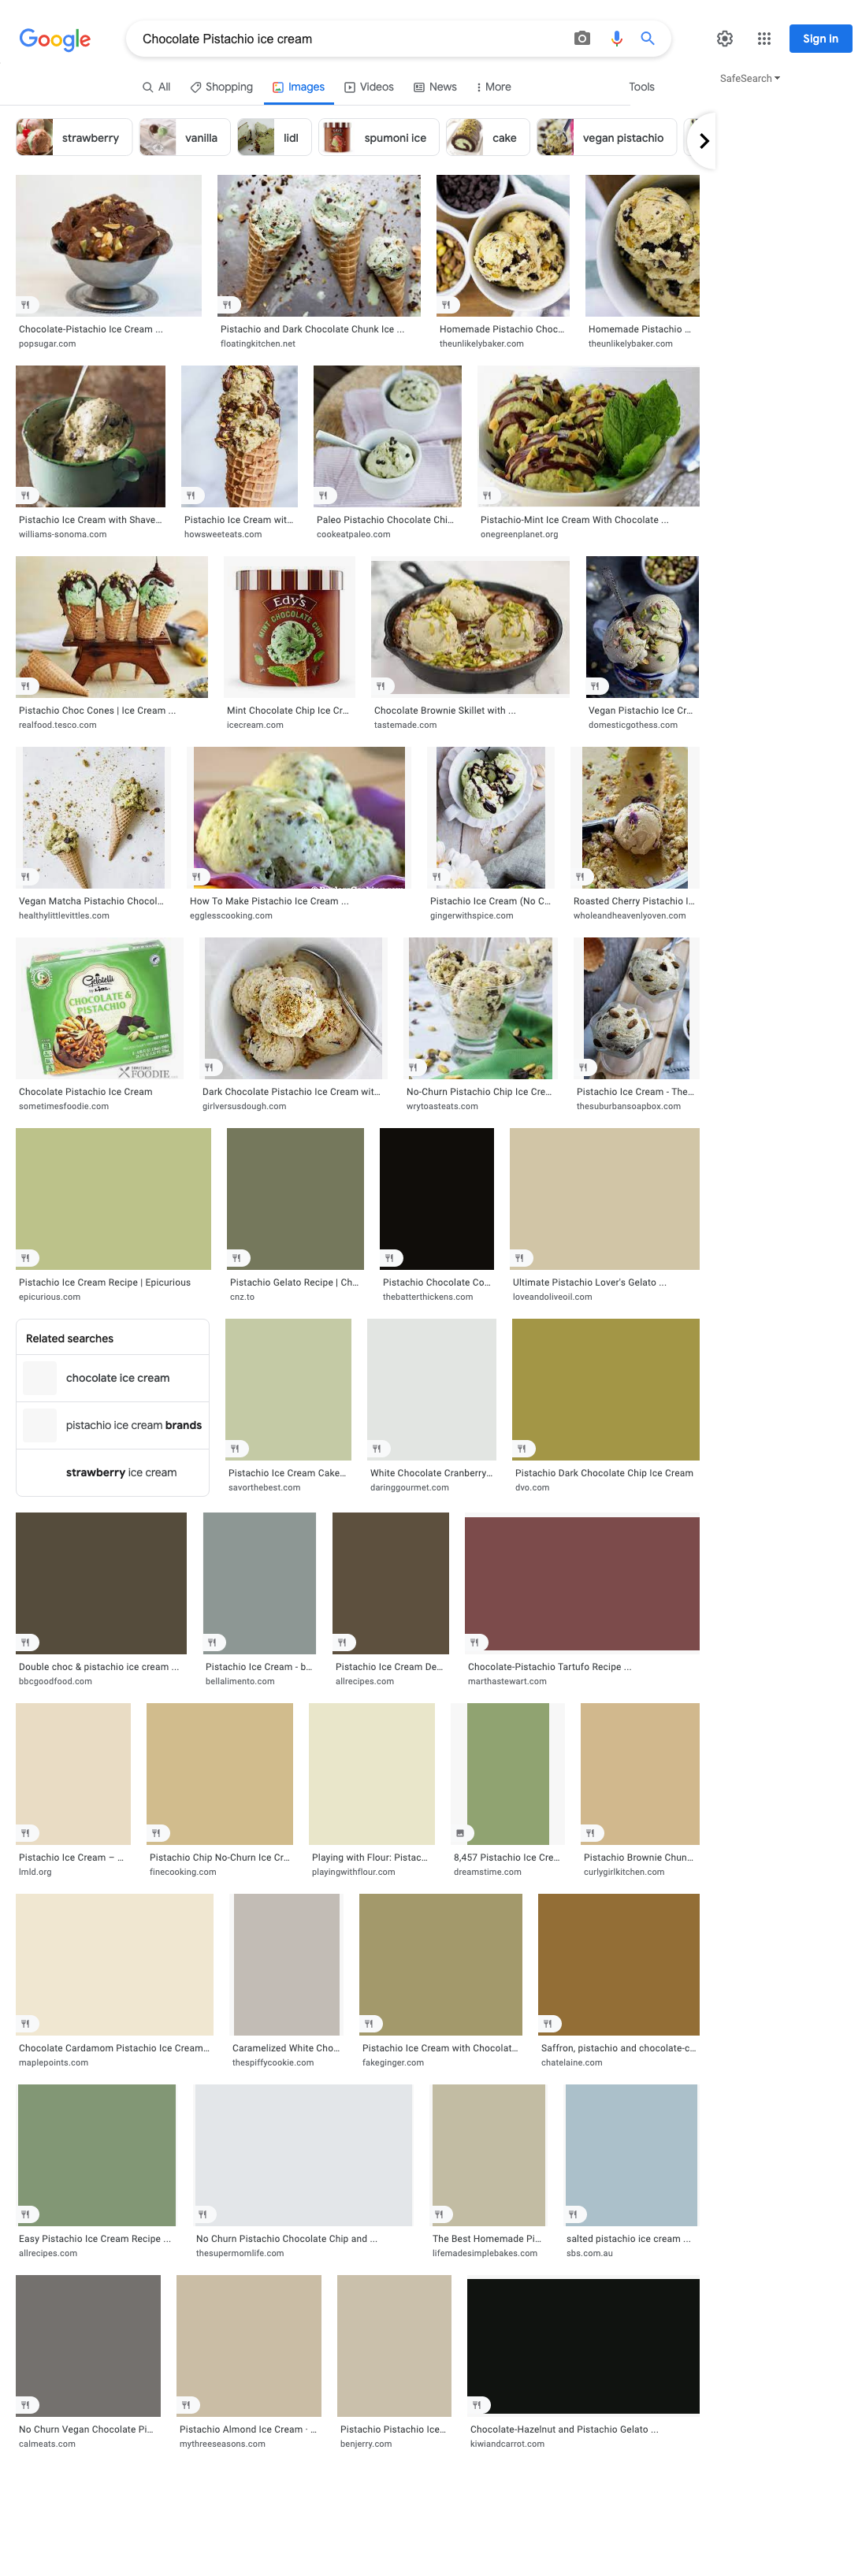 Google
Chocolate Pistachio ice cream
Sign in
All
Shopping
Images
Videos
News
More
Tools
SafeSearch
strawberry
vanilla
lidl
spumoni ice
cake
vegan pistachio
Chocolate-Pistachio Ice Cream ...
popsugar.com
Pistachio and Dark Chocolate Chunk Ice ...
floatingkitchen.net
Homemade Pistachio Choc...
theunlikelybaker.com
Homemade Pistachio ...
theunlikelybaker.com
Pistachio Ice Cream with Shave...
williams-sonoma.com
Pistachio Ice Cream wit...
howsweeteats.com
Paleo Pistachio Chocolate Chi...
cookeatpaleo.com
Pistachio-Mint Ice Cream With Chocolate ...
onegreenplanet.org
Edy's
MINT CHOCOLATE CHIP
Pistachio Choc Cones | Ice Cream ...
realfood.tesco.com
Mint Chocolate Chip Ice Cr...
icecream.com
Chocolate Brownie Skillet with ...
tastemade.com
Vegan Pistachio Ice Cr...
domesticgothess.com
Vegan Matcha Pistachio Chocol...
healthylittlevittles.com
How To Make Pistachio Ice Cream ...
egglesscooking.com
Pistachio Ice Cream (No C...
gingerwithspice.com
Roasted Cherry Pistachio I...
wholeandheavenlyoven.com
Gelatelli
CHOCOLATE &
PISTACHIO
FOODIE
Chocolate Pistachio Ice Cream
sometimesfoodie.com
Dark Chocolate Pistachio Ice Cream wit...
girlversusdough.com
No-Churn Pistachio Chip Ice Cre...
wrytoasteats.com
Pistachio Ice Cream - The...
thesuburbansoapbox.com
Pistachio Ice Cream Recipe | Epicurious
epicurious.com
Pistachio Gelato Recipe | Ch...
cnz.to
Pistachio Chocolate Co...
thebatterthickens.com
Ultimate Pistachio Lover's Gelato ...
loveandoliveoil.com
Related searches
chocolate ice cream
pistachio ice cream brands
strawberry ice cream
Pistachio Ice Cream Cake...
savorthebest.com
White Chocolate Cranberry...
daringgourmet.com
Pistachio Dark Chocolate Chip Ice Cream
dvo.com
Double choc & pistachio ice cream ...
bbcgoodfood.com
Pistachio Ice Cream - b...
bellalimento.com
Pistachio Ice Cream De...
allrecipes.com
Chocolate-Pistachio Tartufo Recipe ...
marthastewart.com
Pistachio Ice Cream – ...
lmld.org
Pistachio Chip No-Churn Ice Cr...
finecooking.com
Playing with Flour: Pistac...
playingwithflour.com
8,457 Pistachio Ice Cre...
dreamstime.com
Pistachio Brownie Chun...
curlygirlkitchen.com
Chocolate Cardamom Pistachio Ice Cream...
maplepoints.com
Caramelized White Cho...
thespiffycookie.com
Pistachio Ice Cream with Chocolat...
fakeginger.com
Saffron, pistachio and chocolate-c...
chatelaine.com
Easy Pistachio Ice Cream Recipe ...
allrecipes.com
No Churn Pistachio Chocolate Chip and ...
thesupermomlife.com
The Best Homemade Pi...
lifemadesimplebakes.com
salted pistachio ice cream ...
sbs.com.au
No Churn Vegan Chocolate Pi...
calmeats.com
Pistachio Almond Ice Cream · ...
mythreeseasons.com
Pistachio Pistachio Ice...
benjerry.com
Chocolate-Hazelnut and Pistachio Gelato ...
kiwiandcarrot.com